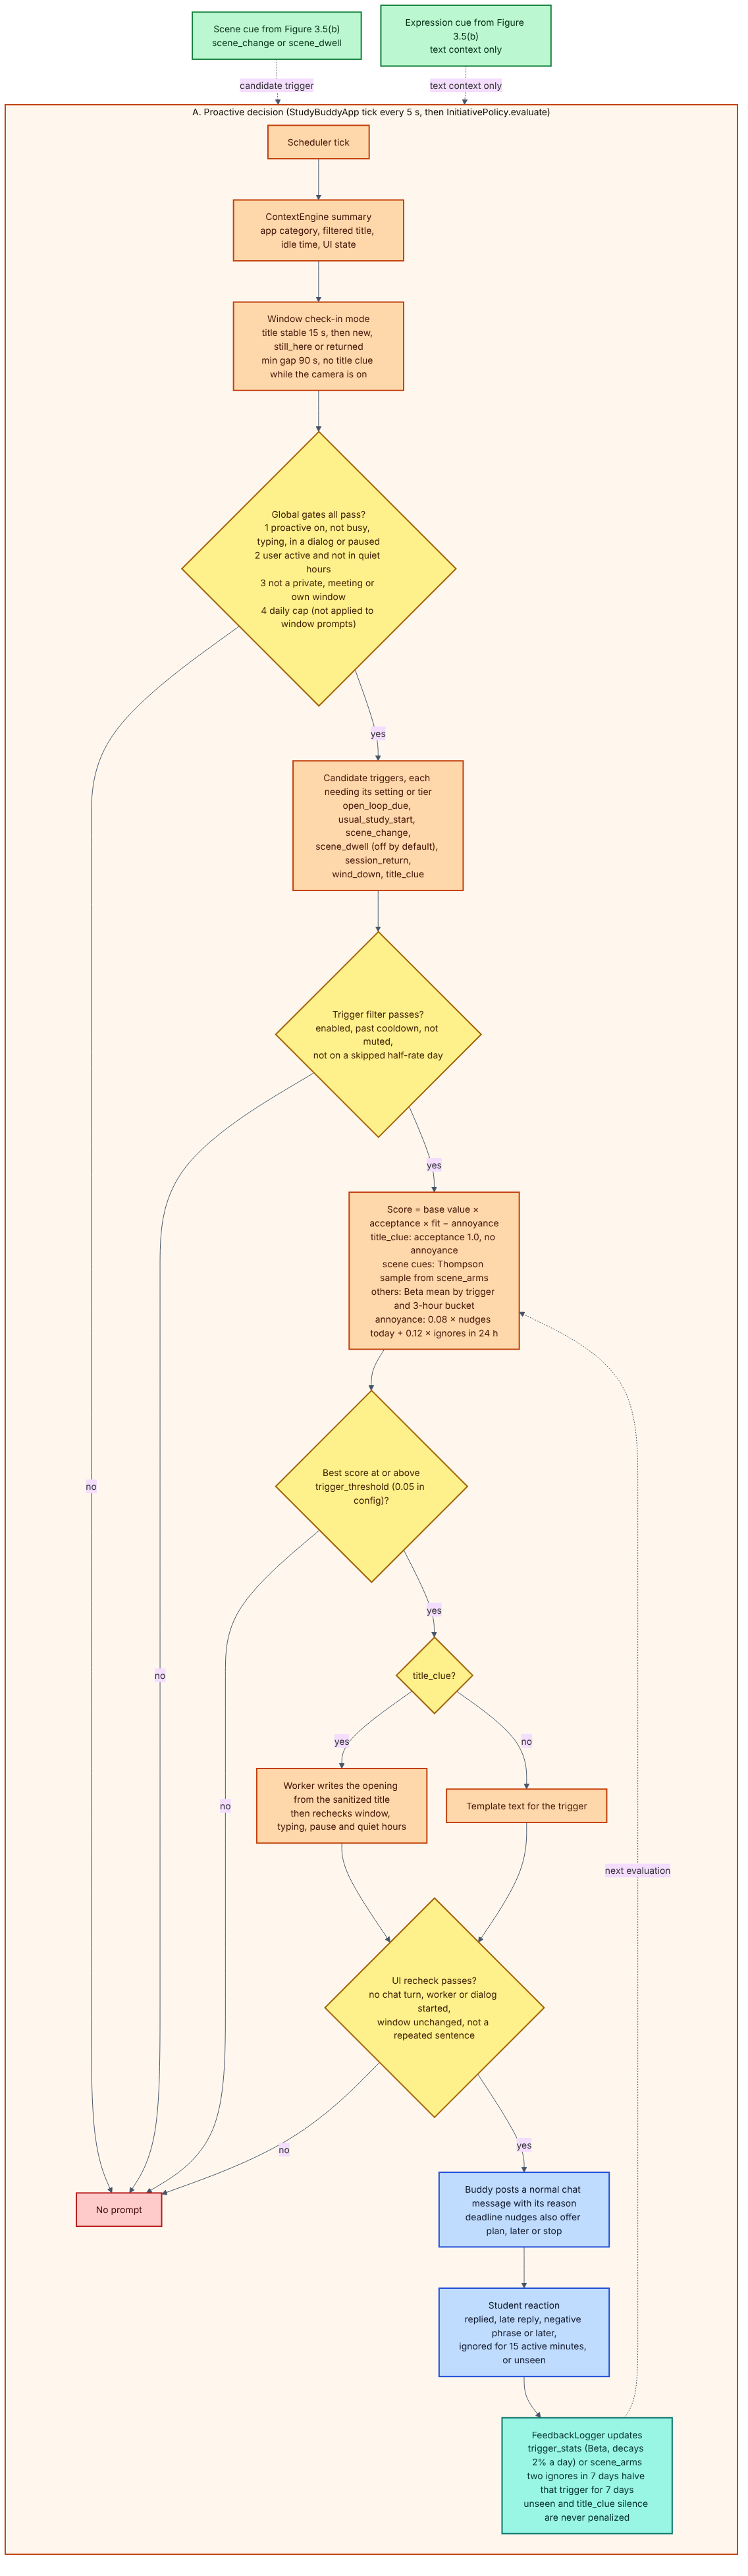 Scene cue from Figure 3.5(b)
scene_change or scene_dwell
Expression cue from Figure
3.5(b)
text context only
candidate trigger
text context only
A. Proactive decision (StudyBuddyApp tick every 5 s, then InitiativePolicy.evaluate)
Scheduler tick
ContextEngine summary
app category, filtered title,
idle time, UI state
Window check-in mode
title stable 15 s, then new,
still_here or returned
min gap 90 s, no title clue
while the camera is on
Global gates all pass?
1 proactive on, not busy,
typing, in a dialog or paused
2 user active and not in quiet
hours
3 not a private, meeting or
own window
4 daily cap (not applied to
window prompts)
yes
Candidate triggers, each
needing its setting or tier
open_loop_due,
usual_study_start,
scene_change,
scene_dwell (off by default),
session_return,
wind_down, title_clue
Trigger filter passes?
enabled, past cooldown, not
muted,
not on a skipped half-rate day
yes
Score = base value ×
acceptance × fit − annoyance
title_clue: acceptance 1.0, no
annoyance
scene cues: Thompson
sample from scene_arms
others: Beta mean by trigger
and 3-hour bucket
annoyance: 0.08 × nudges
today + 0.12 × ignores in 24 h
Best score at or above
trigger_threshold (0.05 in
config)?
no
yes
title_clue?
no
yes
no
Worker writes the opening
from the sanitized title
then rechecks window,
typing, pause and quiet hours
Template text for the trigger
no
next evaluation
UI recheck passes?
no chat turn, worker or dialog
started,
window unchanged, not a
repeated sentence
no
yes
No prompt
Buddy posts a normal chat
message with its reason
deadline nudges also offer
plan, later or stop
Student reaction
replied, late reply, negative
phrase or later,
ignored for 15 active minutes,
or unseen
FeedbackLogger updates
trigger_stats (Beta, decays
2% a day) or scene_arms
two ignores in 7 days halve
that trigger for 7 days
unseen and title_clue silence
are never penalized